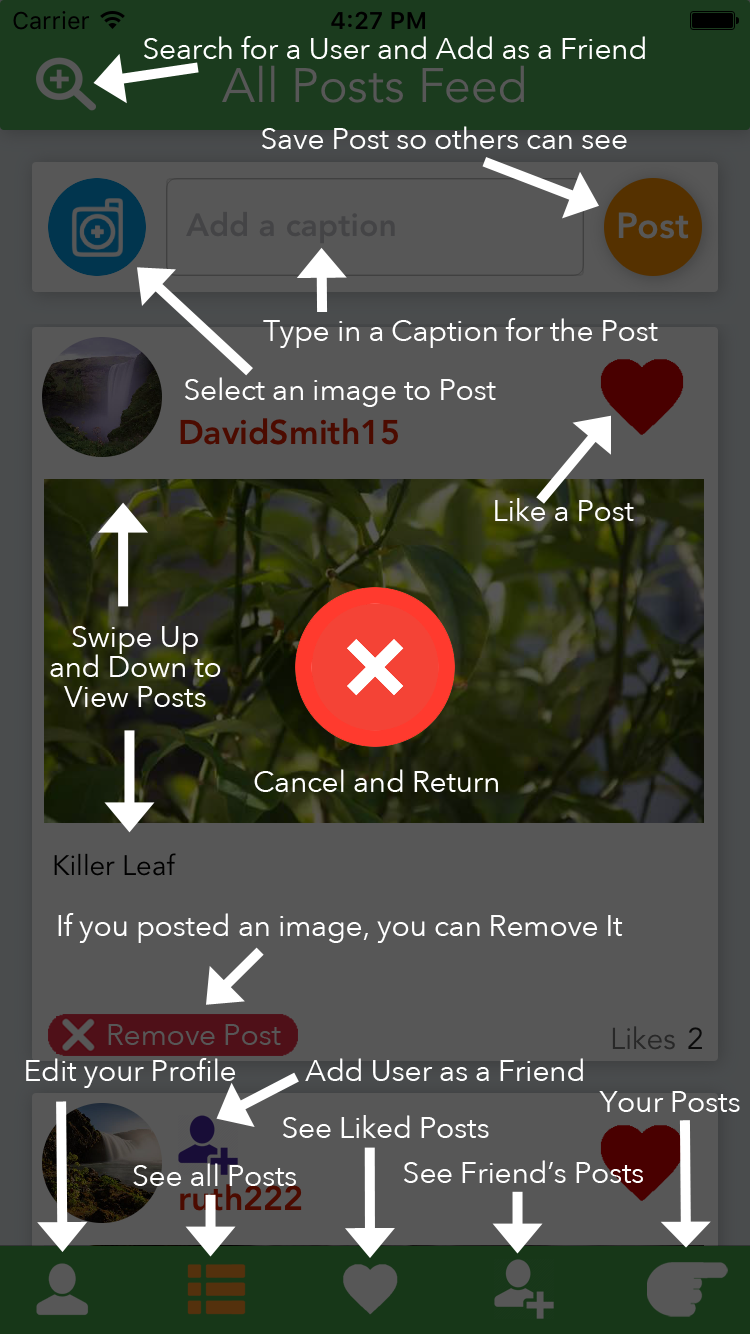 Carrier 4:27 PM
Search for a User and Add as a Friend
All Posts Feed
Save Post so others can see
Add a caption
Post
Type in a Caption for the Post
Select an image to Post
DavidSmith15
Like a Post
Swipe Up
and Down to
View Posts
Cancel and Return
Killer Leaf
If you posted an image, you can Remove It
Remove Post
Likes 2
Edit your Profile
Add User as a Friend
Your Posts
See Liked Posts
See all Posts
See Friend’s Posts
ruth222